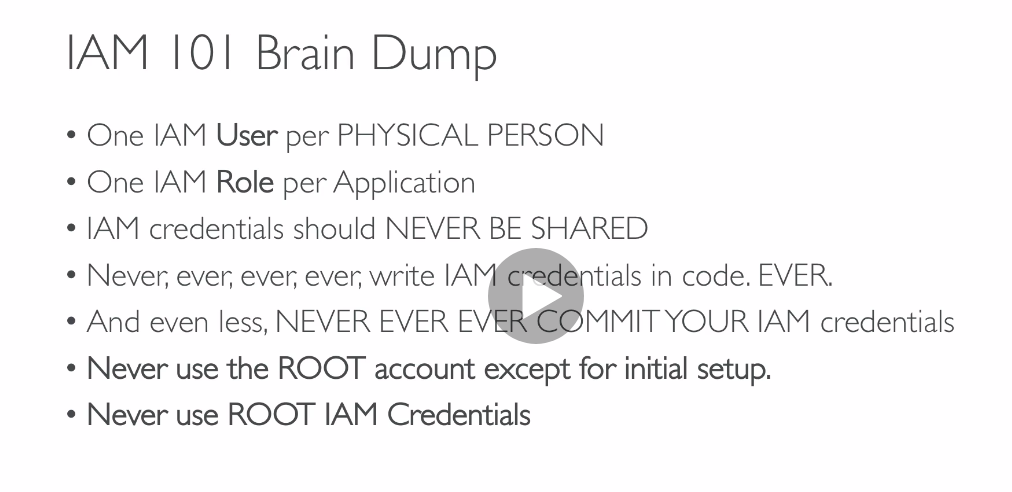 IAM 101 Brain Dump
• One IAM User per PHYSICAL PERSON
• One IAM Role per Application
• IAM credentials should NEVER BE SHARED
• Never, ever, ever, ever, write IAM credentials in code. EVER.
• And even less, NEVER EVER EVER COMMIT YOUR IAM credentials
• Never use the ROOT account except for initial setup.
• Never use ROOT IAM Credentials